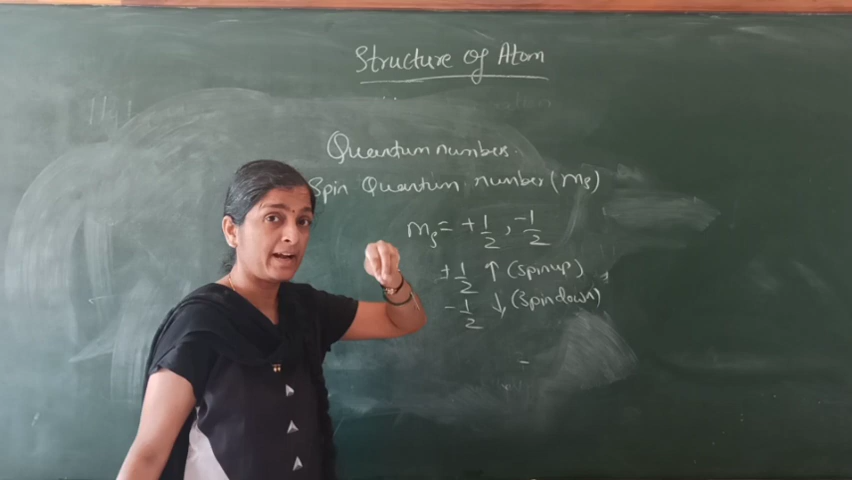 Structure of Atom
Quantum number.
Spin Quantum number (ms)
ms = +1/2, -1/2
+1/2 ↑ (spin up)
-1/2 ↓ (spin down)